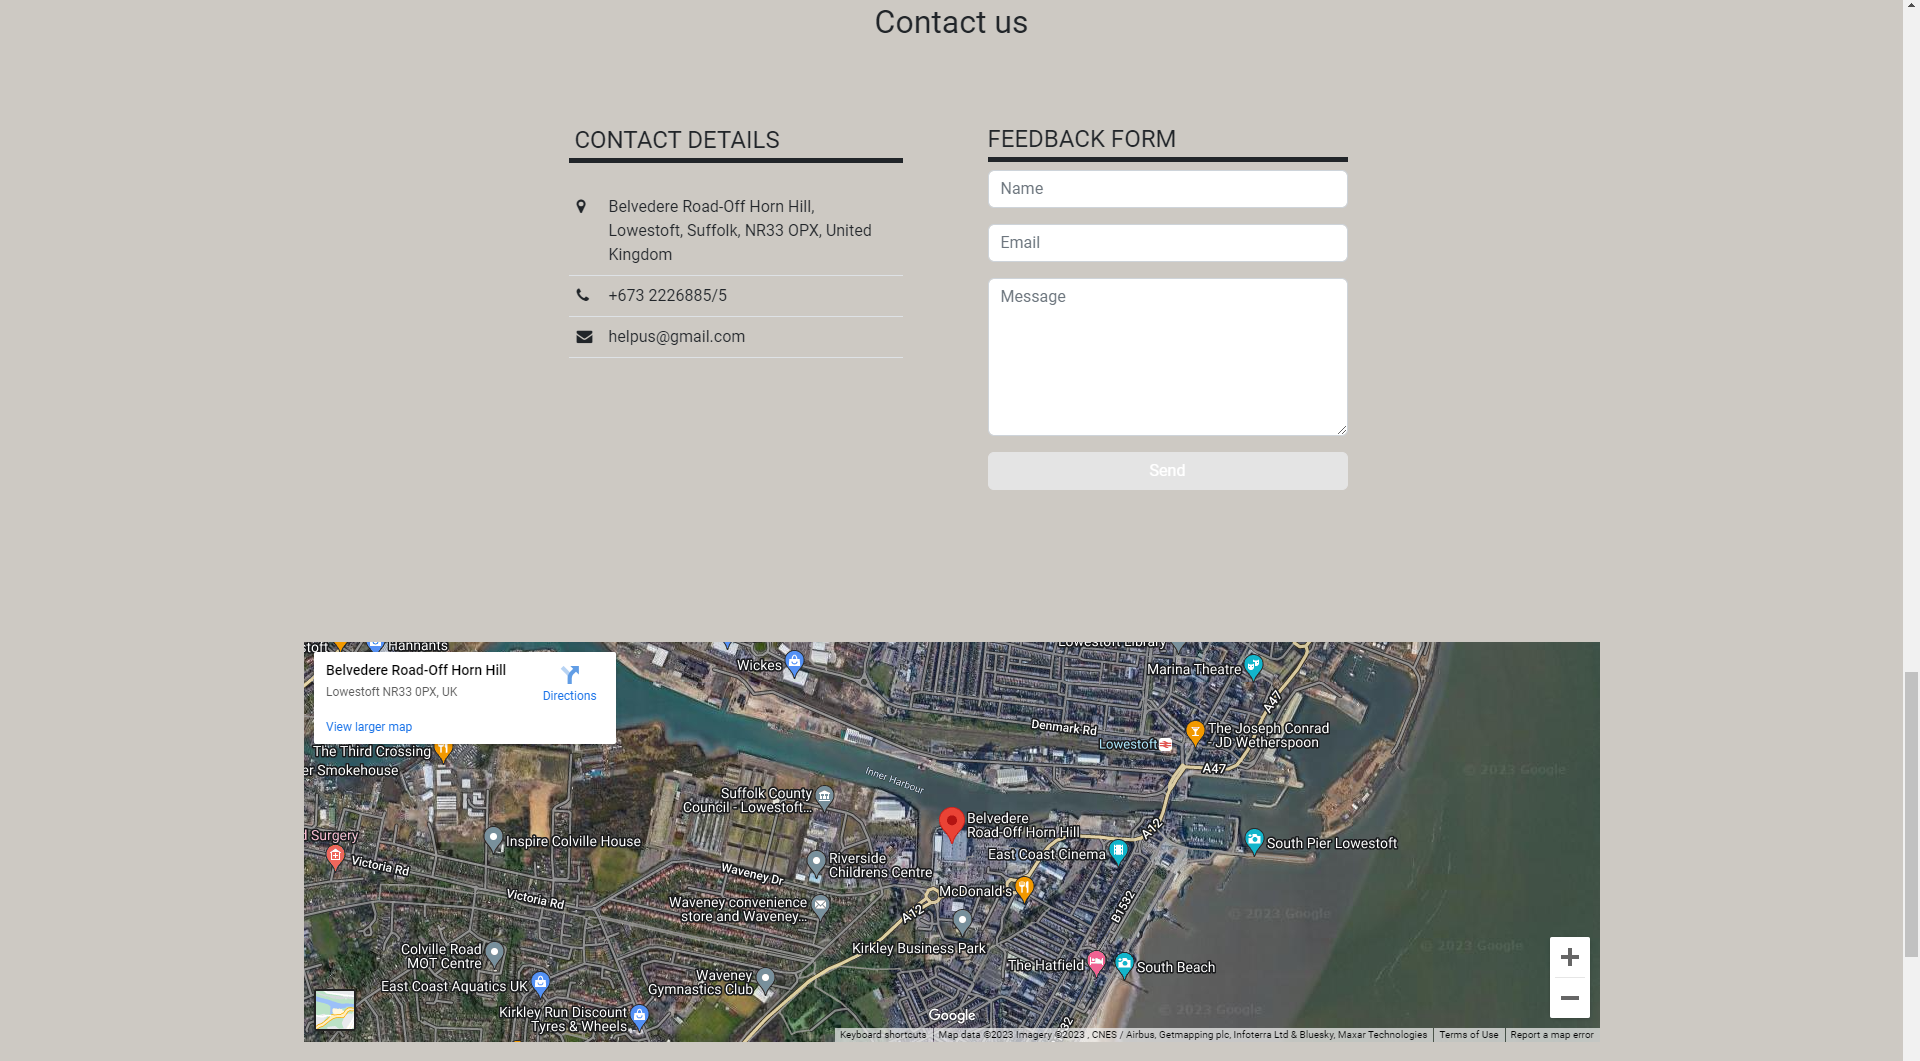 Contact us
CONTACT DETAILS
Belvedere Road-Off Horn Hill,
Lowestoft, Suffolk, NR33 OPX, United
Kingdom
+673 2226885/5
helpus@gmail.com
FEEDBACK FORM
Name
Email
Message
Send
Hannants
Belvedere Road-Off Horn Hill
Lowestoft NR33 0PX, UK
View larger map
Directions
Wickes
Marina Theatre
A47
Denmark Rd
Lowestoft
The Joseph Conrad
- JD Wetherspoon
A47
The Third Crossing
er Smokehouse
Inner Harbour
© 2023 Google
Suffolk County
Council - Lowestoft...
Belvedere
Road-Off Horn Hill
A12
d Surgery
Inspire Colville House
East Coast Cinema
South Pier Lowestoft
Victoria Rd
Riverside
Childrens Centre
Waveney Dr
McDonald's
Victoria Rd
Waveney convenience
store and Waveney...
A12
B1532
© 2023 Google
Colville Road
MOT Centre
Kirkley Business Park
© 2023 Google
The Hatfield
South Beach
East Coast Aquatics UK
Waveney
Gymnastics Club
Kirkley Run Discount
Tyres & Wheels
Google
© 2023 Google
Keyboard shortcuts
Map data ©2023 Imagery ©2023 , CNES / Airbus, Getmapping plc, Infoterra Ltd & Bluesky, Maxar Technologies
Terms of Use
Report a map error